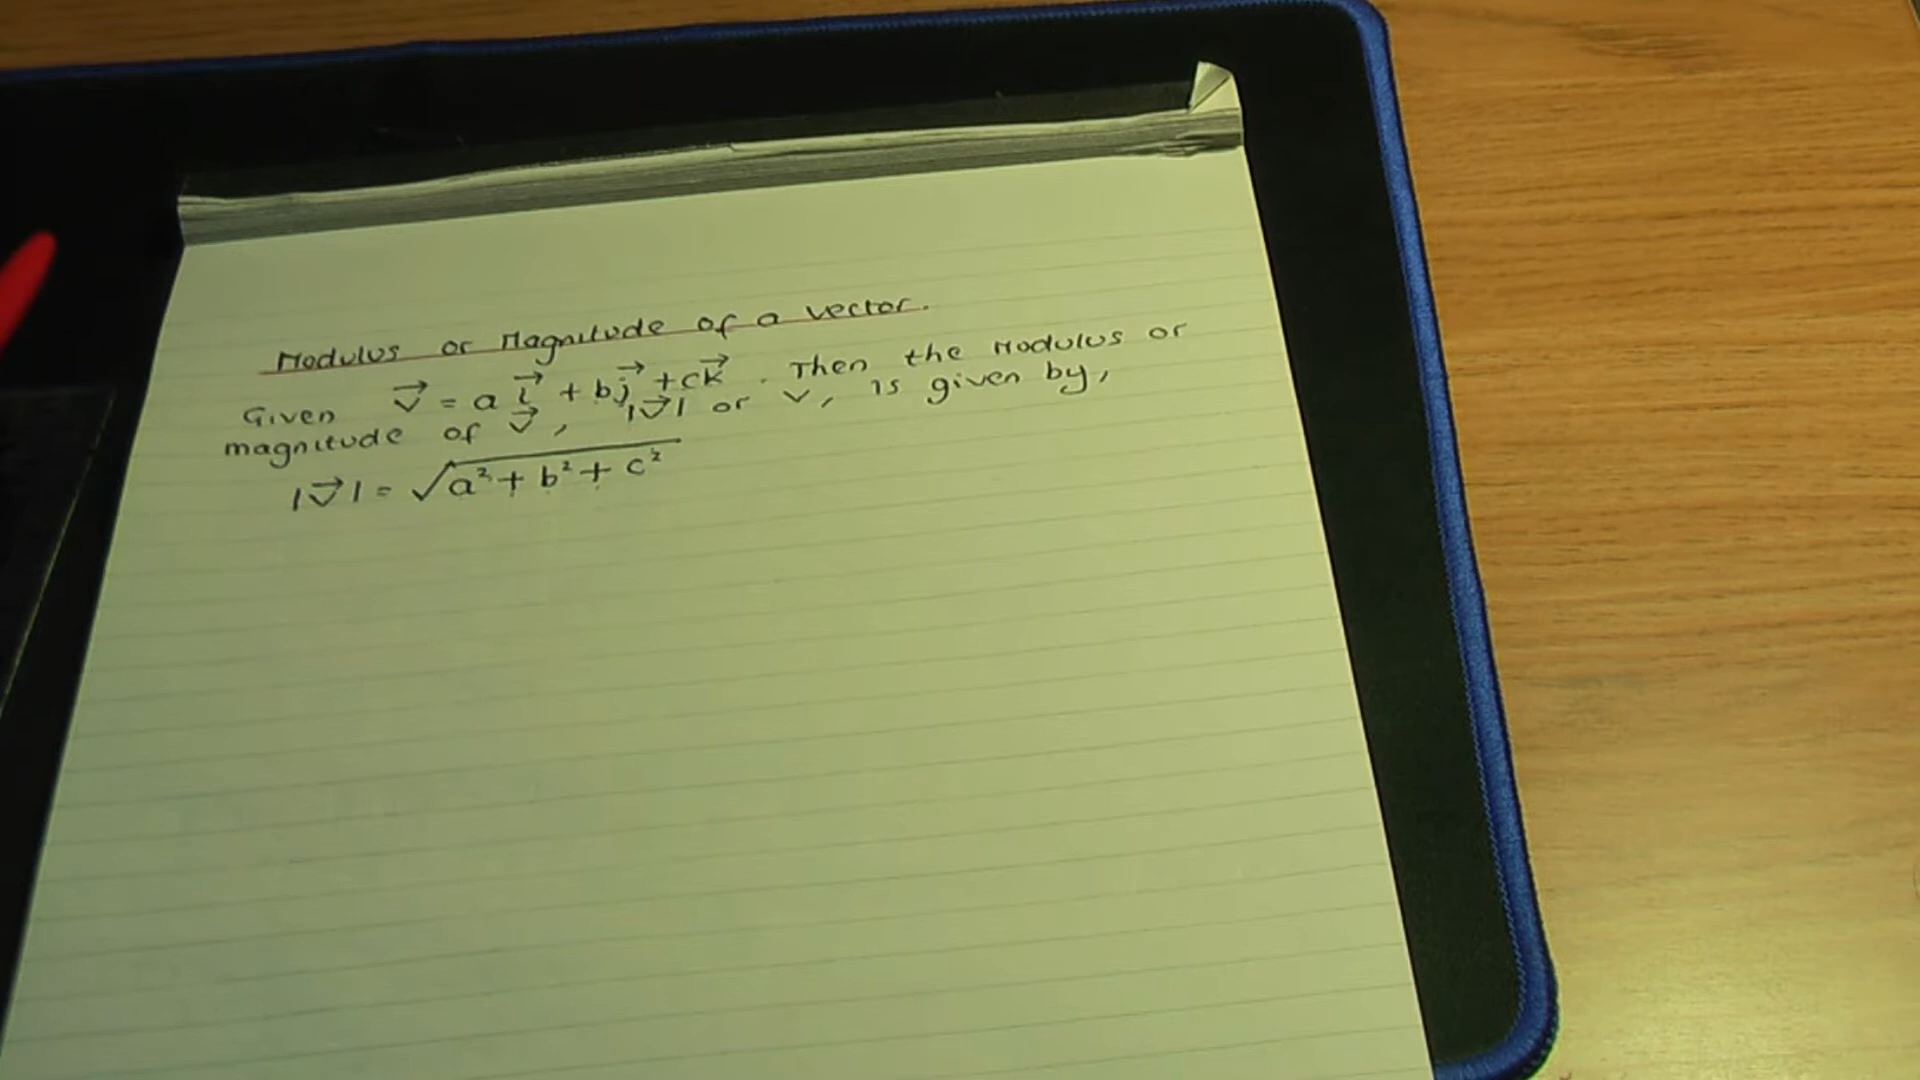 Modulus or Magnitude of a vector.
Given v⃗ = a i⃗ + b j⃗ + c k⃗ . Then the Modulus or
magnitude of v⃗ , |v⃗| or v, is given by,
|v⃗| = √(a² + b² + c²)